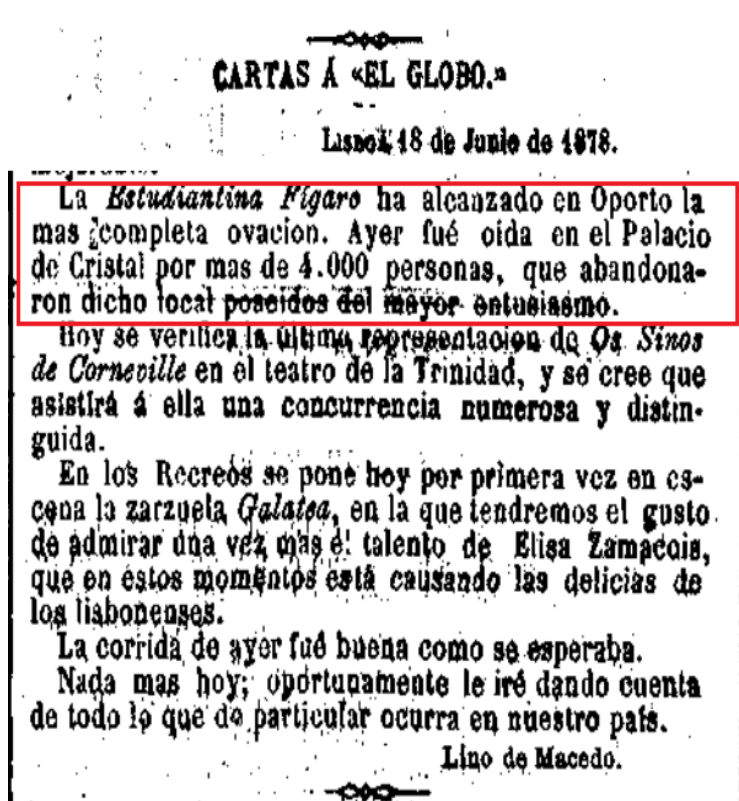 CARTAS Á «EL GLOBO.»
Lisboa, 18 de Junio de 1878.
La Estudiantina Fígaro ha alcanzado en Oporto la
mas completa ovacion. Ayer fué oida en el Palacio
de Cristal por mas de 4.000 personas, que abandona-
ron dicho local poseidos del mayor entusiasmo.
Hoy se verifica la última representacion de Os Sinos
de Corneville en el teatro de la Trinidad, y se cree que
asistirá á ella una concurrencia numerosa y distin-
guida.
En los Recreos se pone hoy por primera vez en es-
cena la zarzuela Galatea, en la que tendremos el gusto
de admirar una vez mas el talento de Elisa Zamacois,
que en estos momentos está causando las delicias de
los lisbonenses.
La corrida de ayer fué buena como se esperaba.
Nada mas hoy; oportunamente le iré dando cuenta
de todo lo que de particular ocurra en nuestro pais.
Lino de Macedo.